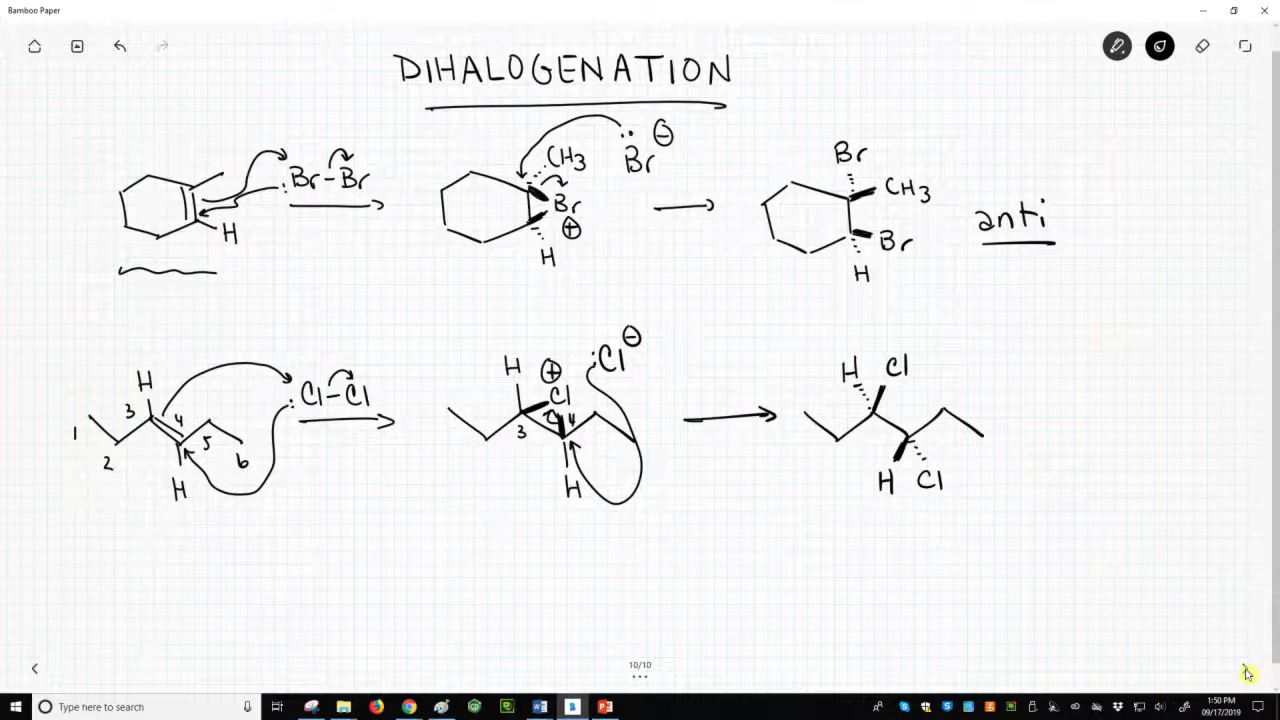 Bamboo Paper
DIHALOGENATION
H
:Br-Br
CH3
Br
⊕
H
:Br
⊖
Br
CH3
Br
H
anti
H
1
2
3
4
5
6
H
:Cl-Cl
H
⊕
Cl
3
4
H
:Cl
⊖
H
Cl
H
Cl
10/10
Type here to search
1:50 PM
09/17/2019